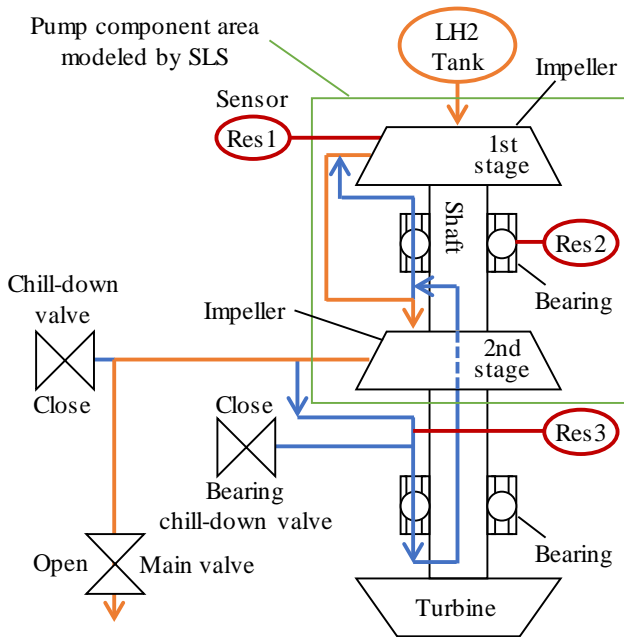 Pump component area
modeled by SLS
LH2
Tank
Impeller
Sensor
Res1
1st
stage
Shaft
Res2
Bearing
Chill-down
valve
Close
Impeller
2nd
stage
Close
Res3
Bearing
chill-down valve
Open
Main valve
Bearing
Turbine